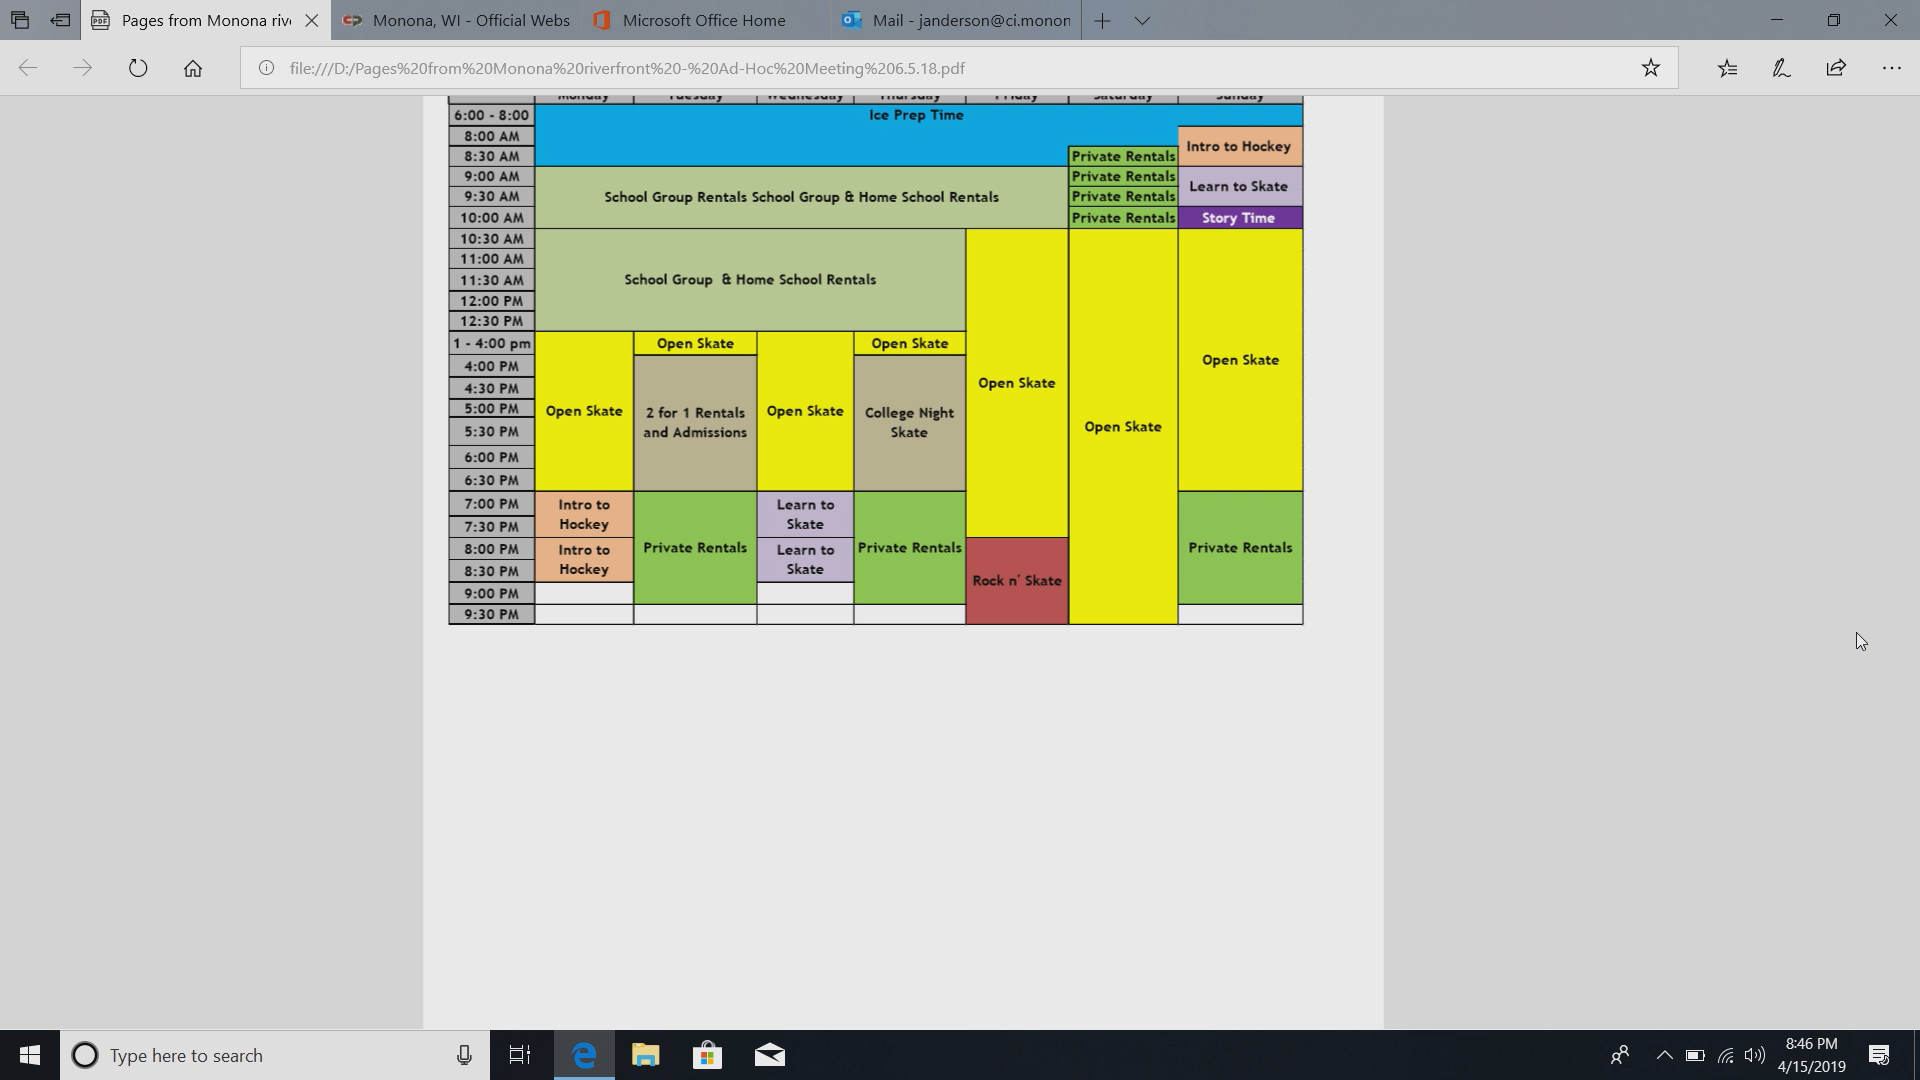 Pages from Monona riv
Monona, WI - Official Webs
Microsoft Office Home
Mail - janderson@ci.monon
file:///D:/Pages%20from%20Monona%20riverfront%20-%20Ad-Hoc%20Meeting%206.5.18.pdf
Monday Tuesday Wednesday Thursday Friday Saturday Sunday
6:00 - 8:00
Ice Prep Time
8:00 AM
Intro to Hockey
8:30 AM
Private Rentals
9:00 AM
Private Rentals
Learn to Skate
9:30 AM
School Group Rentals School Group & Home School Rentals
Private Rentals
10:00 AM
Private Rentals
Story Time
10:30 AM
11:00 AM
11:30 AM
School Group & Home School Rentals
12:00 PM
12:30 PM
1 - 4:00 pm
Open Skate
Open Skate
Open Skate
4:00 PM
4:30 PM
Open Skate
5:00 PM
Open Skate
2 for 1 Rentals
and Admissions
Open Skate
College Night
Skate
Open Skate
5:30 PM
6:00 PM
6:30 PM
7:00 PM
Intro to
Hockey
Learn to
Skate
7:30 PM
8:00 PM
Intro to
Hockey
Private Rentals
Learn to
Skate
Private Rentals
Private Rentals
8:30 PM
Rock n' Skate
9:00 PM
9:30 PM
Type here to search
8:46 PM
4/15/2019